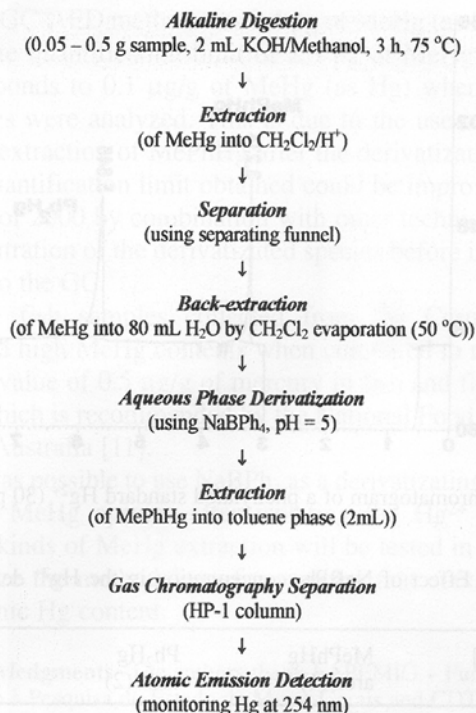 Alkaline Digestion
(0.05 – 0.5 g sample, 2 mL KOH/Methanol, 3 h, 75 °C)
↓
Extraction
(of MeHg into CH₂Cl₂/H⁺)
↓
Separation
(using separating funnel)
↓
Back-extraction
(of MeHg into 80 mL H₂O by CH₂Cl₂ evaporation (50 °C))
↓
Aqueous Phase Derivatization
(using NaBPh₄, pH = 5)
↓
Extraction
(of MePhHg into toluene phase (2mL))
↓
Gas Chromatography Separation
(HP-1 column)
↓
Atomic Emission Detection
(monitoring Hg at 254 nm)